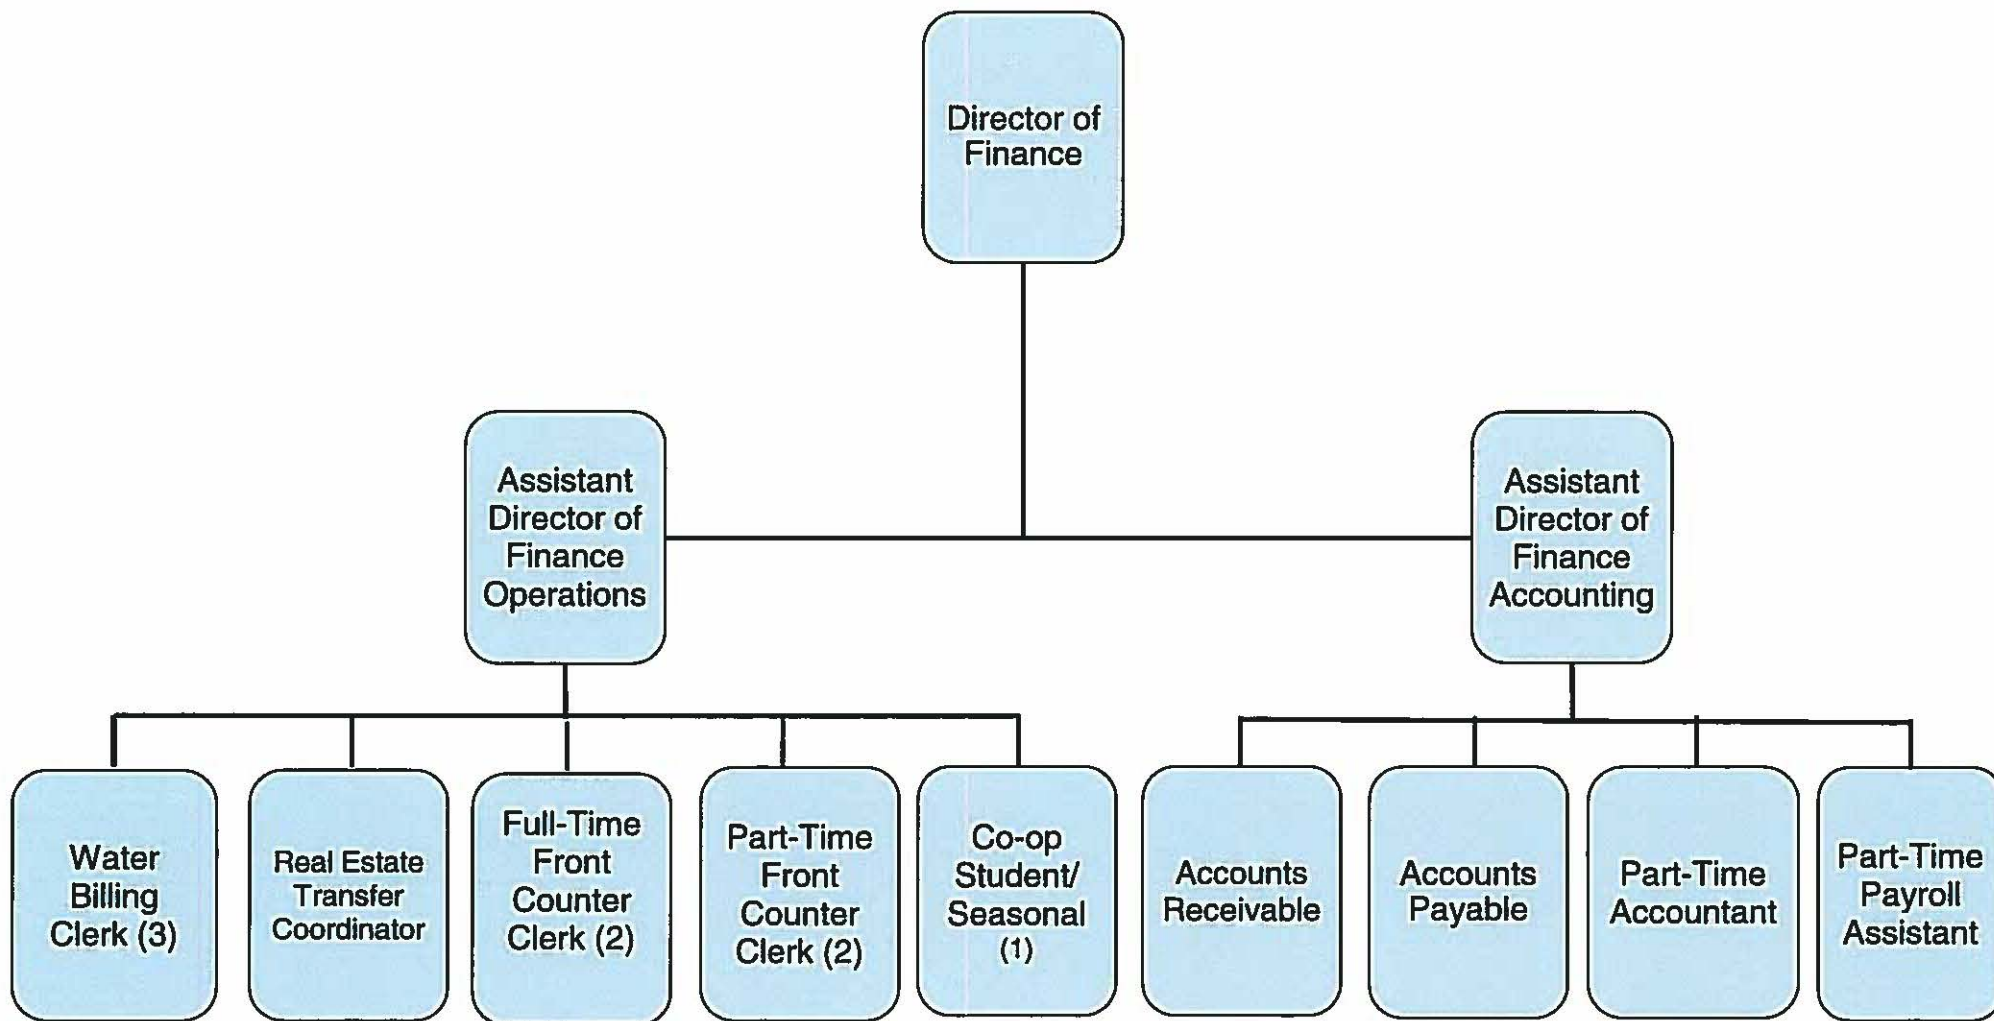 Director of
Finance
Assistant
Director of
Finance
Operations
Assistant
Director of
Finance
Accounting
Water
Billing
Clerk (3)
Real Estate
Transfer
Coordinator
Full-Time
Front
Counter
Clerk (2)
Part-Time
Front
Counter
Clerk (2)
Co-op
Student/
Seasonal
(1)
Accounts
Receivable
Accounts
Payable
Part-Time
Accountant
Part-Time
Payroll
Assistant